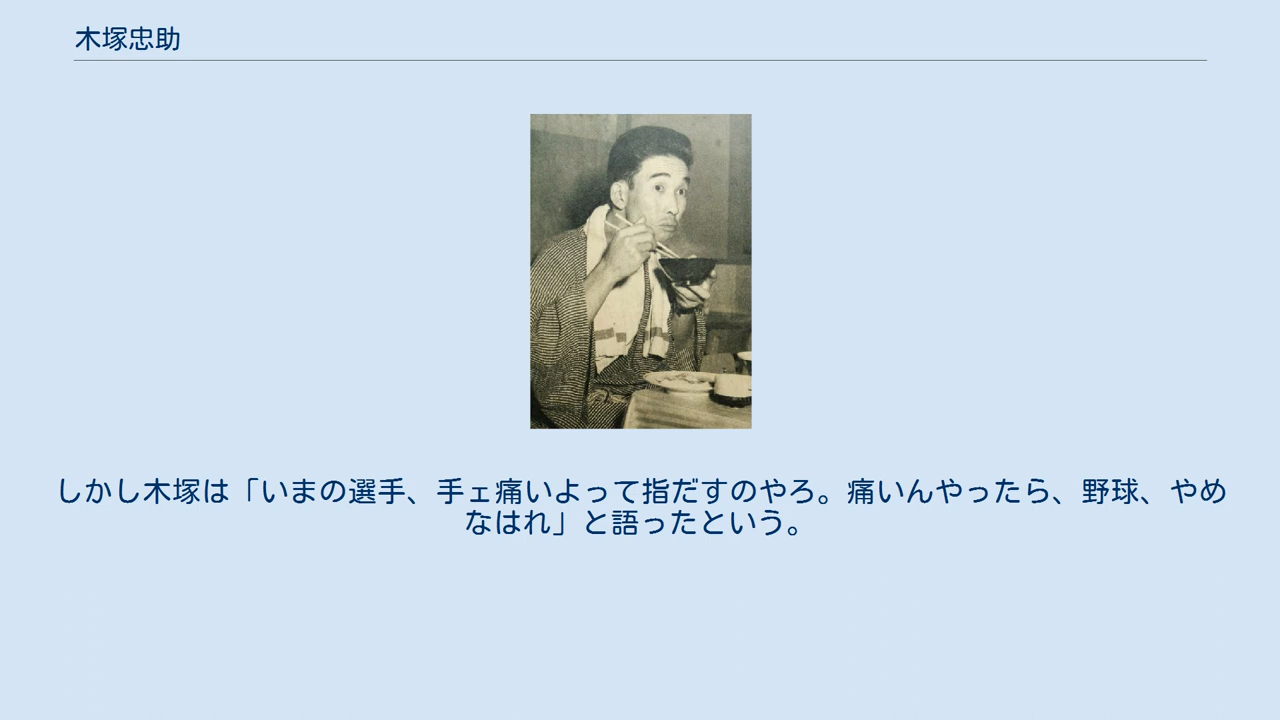 木塚忠助
しかし木塚は「いまの選手、手ェ痛いよって指だすのやろ。痛いんやったら、野球、やめ
なはれ」と語ったという。